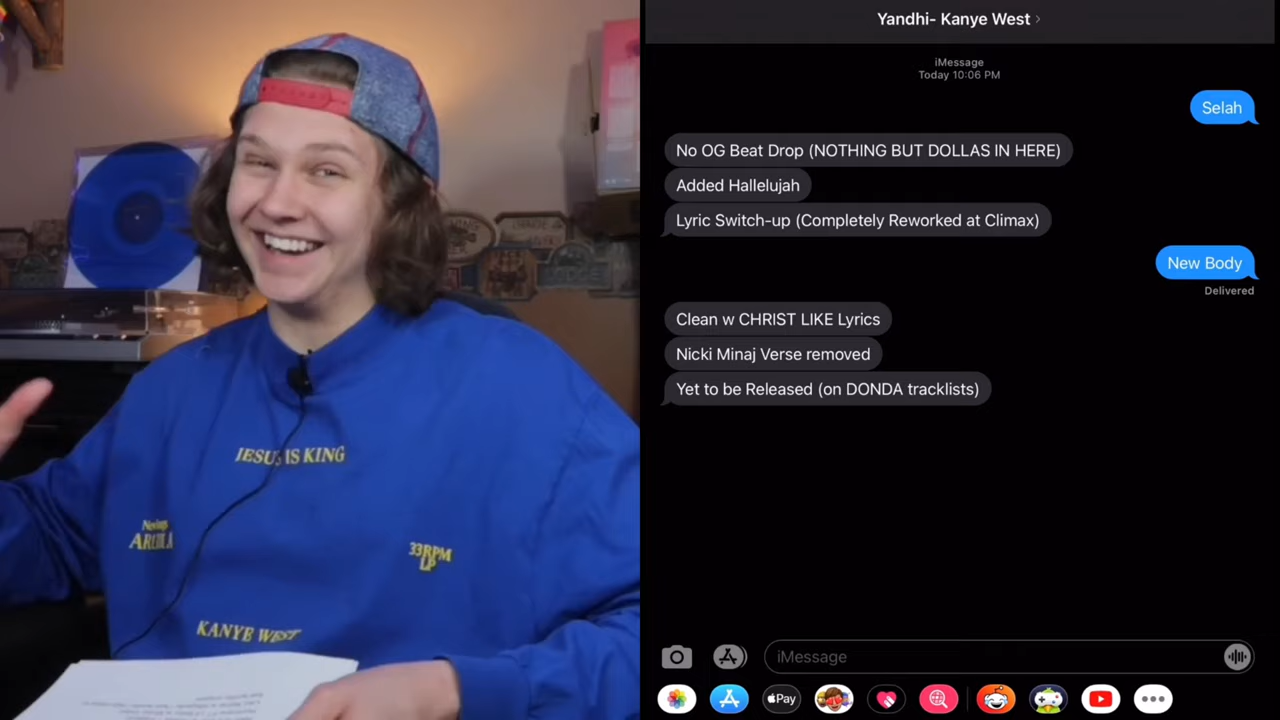 JESUS IS KING
33RPM
LP
KANYE WEST
Yandhi- Kanye West
iMessage
Today 10:06 PM
Selah
No OG Beat Drop (NOTHING BUT DOLLAS IN HERE)
Added Hallelujah
Lyric Switch-up (Completely Reworked at Climax)
New Body
Delivered
Clean w CHRIST LIKE Lyrics
Nicki Minaj Verse removed
Yet to be Released (on DONDA tracklists)
iMessage
Pay